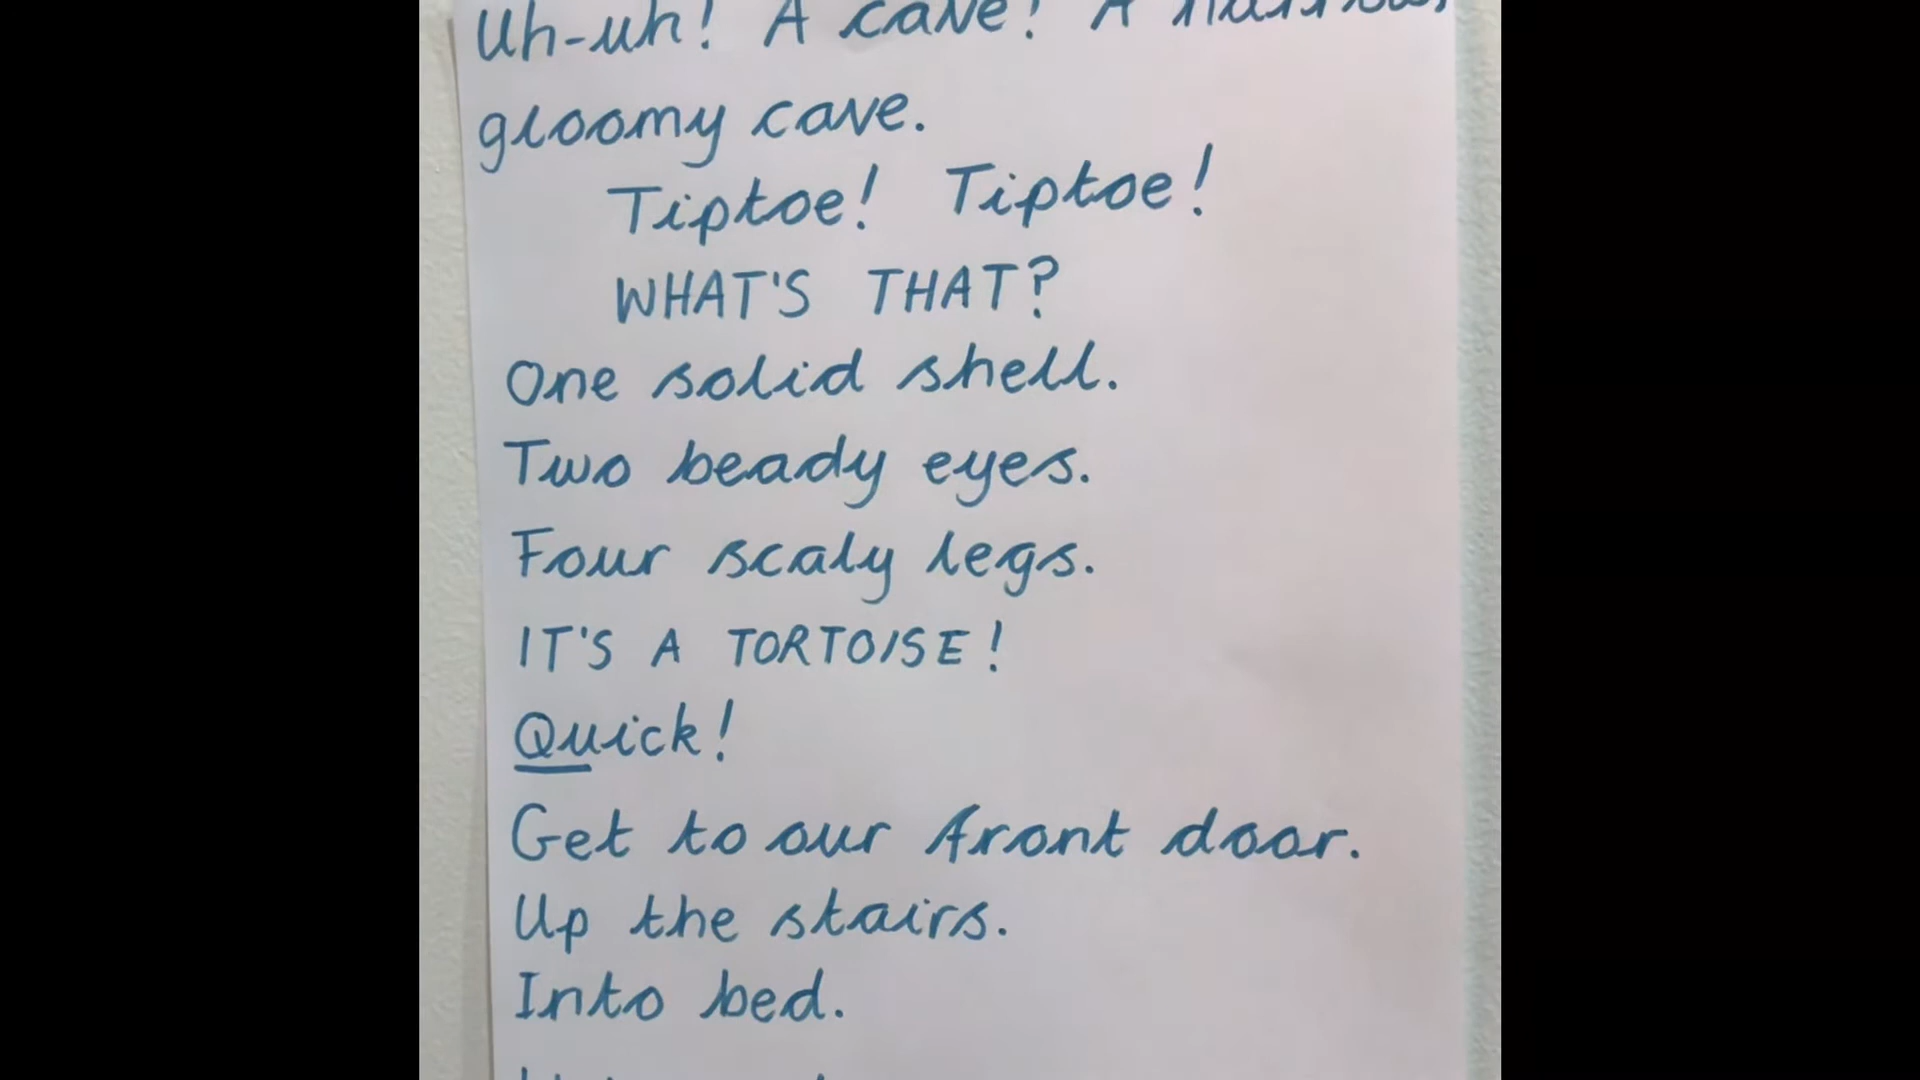 Uh-uh! A cave! A
gloomy cave.
Tiptoe! Tiptoe!
WHAT'S THAT?
One solid shell.
Two beady eyes.
Four scaly legs.
IT'S A TORTOISE!
Quick!
Get to our front door.
Up the stairs.
Into bed.